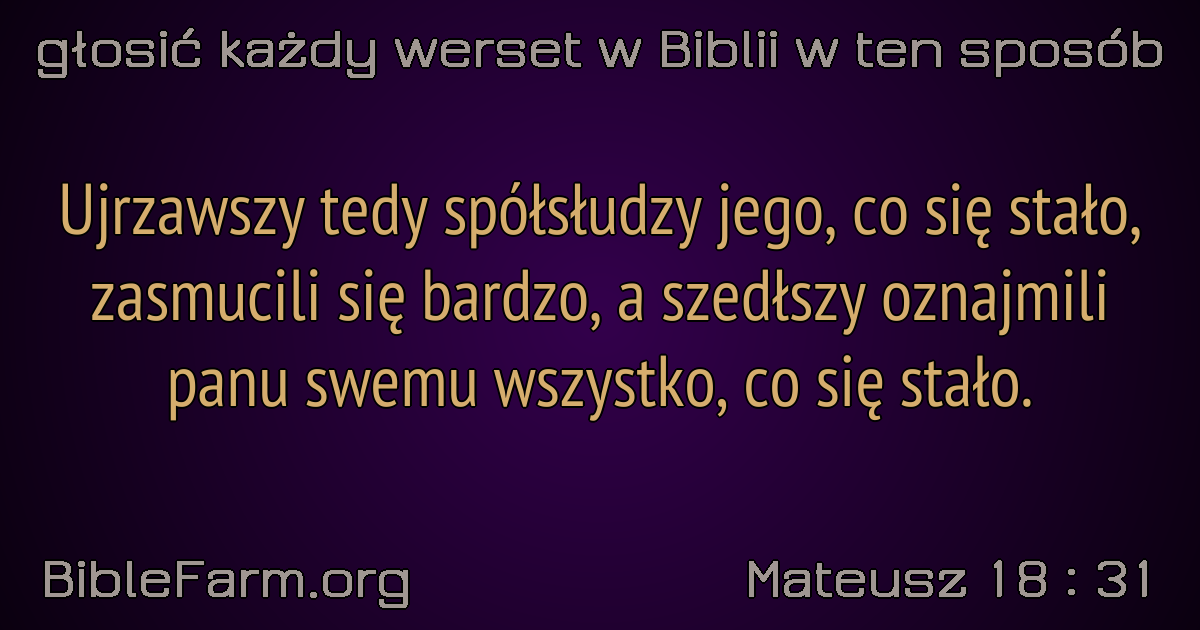 głosić każdy werset w Biblii w ten sposób
Ujrzawszy tedy spółsłudzy jego, co się stało,
zasmucili się bardzo, a szedłszy oznajmili
panu swemu wszystko, co się stało.
BibleFarm.org
Mateusz 18 : 31